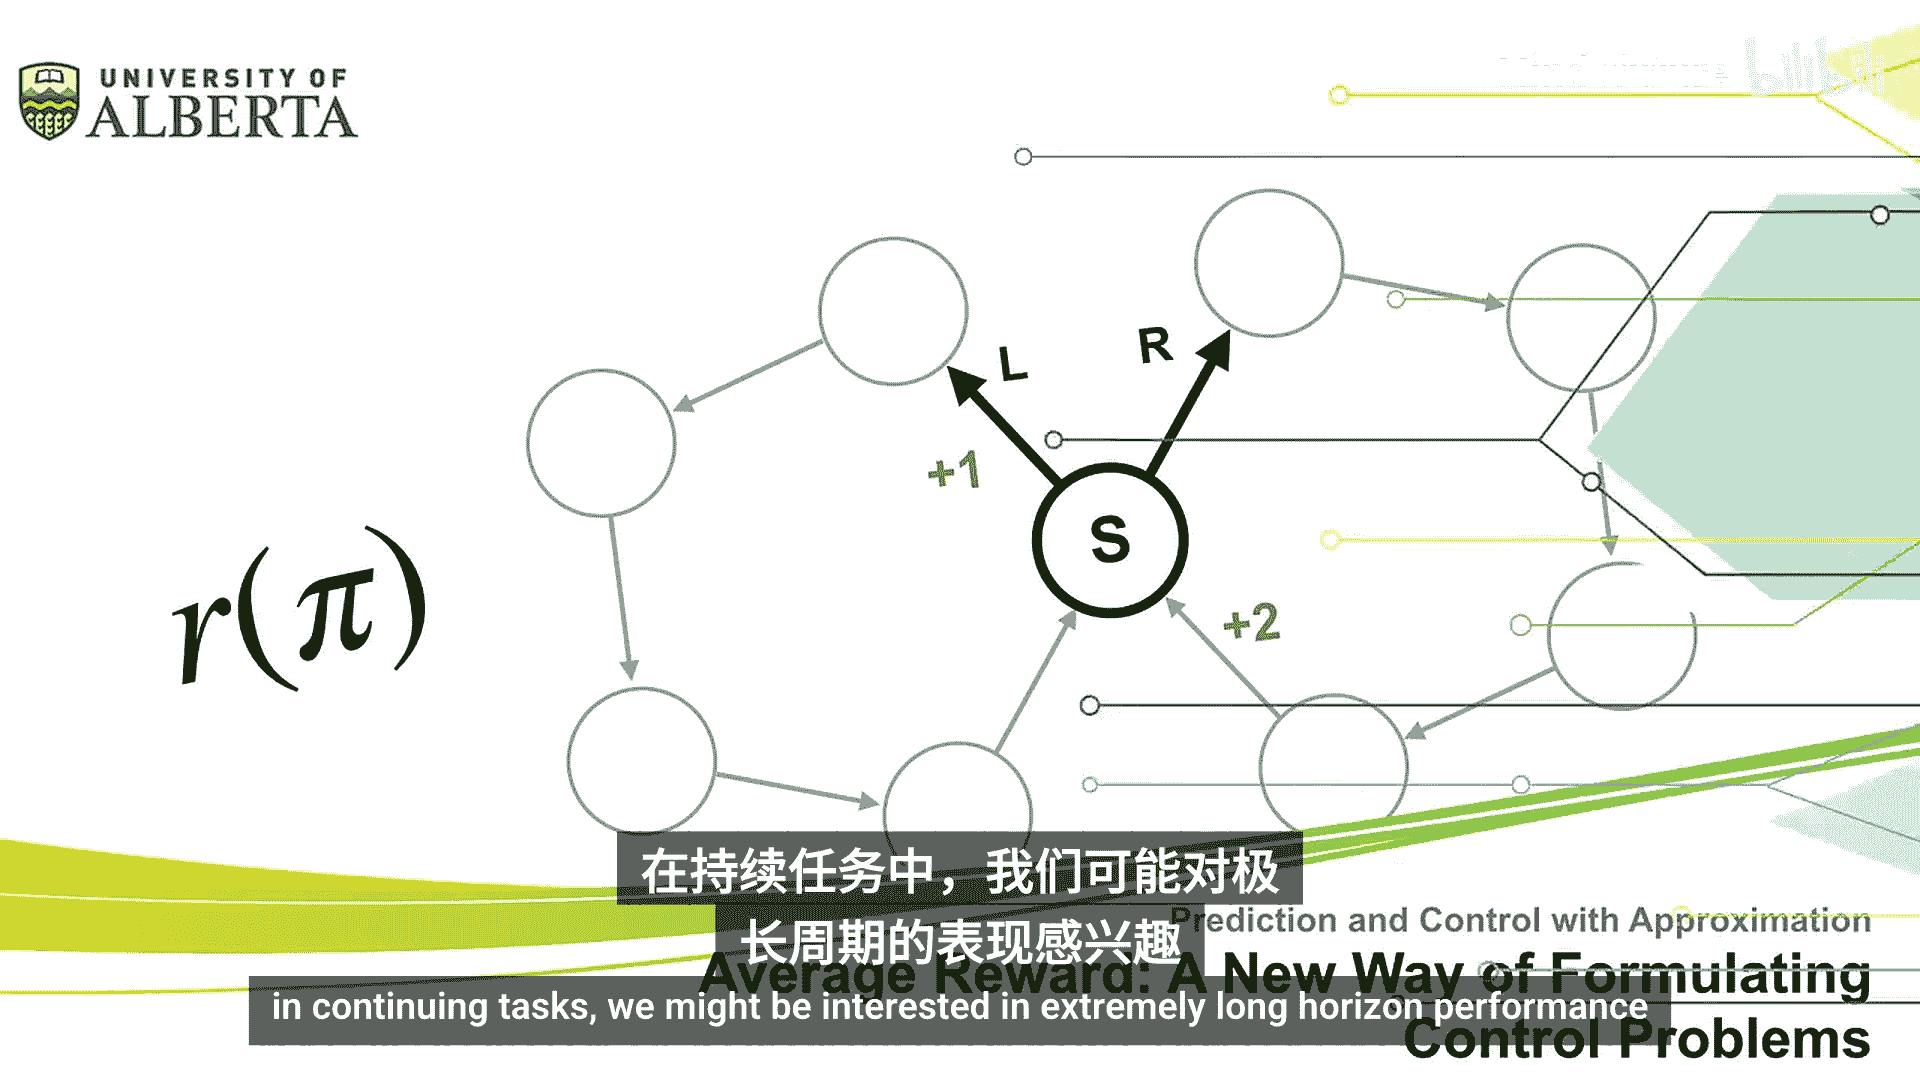 UNIVERSITY OF
ALBERTA
bilibili
R
L
+1
S
r(π)
+2
在持续任务中，我们可能对极
长周期的表现感兴趣
Prediction and Control with Approximation
Average Reward: A New Way of Formulating
in continuing tasks, we might be interested in extremely long horizon performance
Control Problems